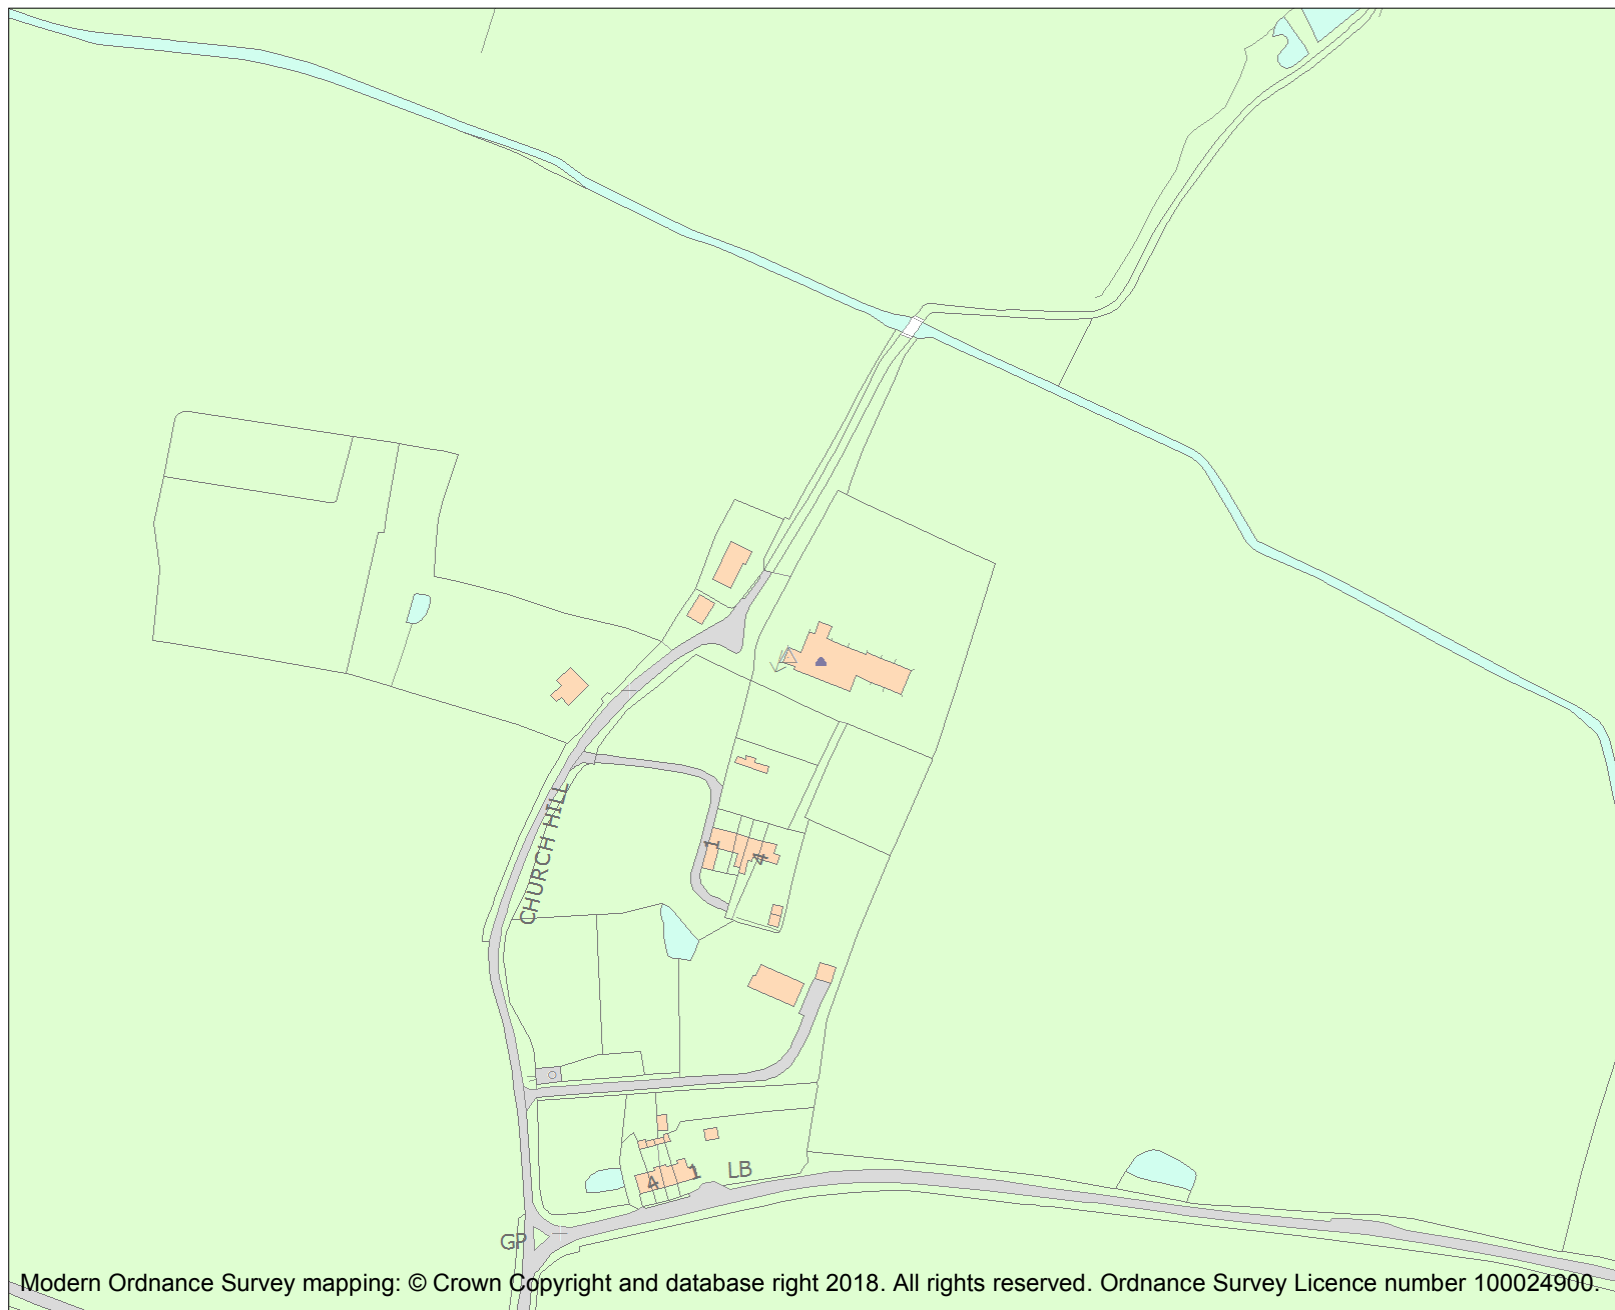 CHURCH HILL
1
4
LB
1
4
GP
Modern Ordnance Survey mapping: © Crown Copyright and database right 2018. All rights reserved. Ordnance Survey Licence number 100024900.